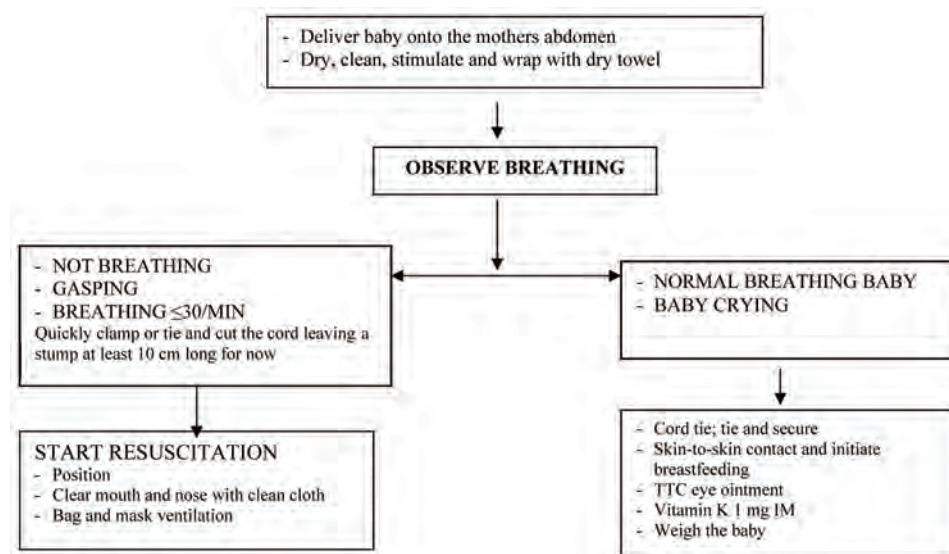 - Deliver baby onto the mothers abdomen
- Dry, clean, stimulate and wrap with dry towel
OBSERVE BREATHING
- NOT BREATHING
- GASPING
- BREATHING ≤30/MIN
Quickly clamp or tie and cut the cord leaving a
stump at least 10 cm long for now
- NORMAL BREATHING BABY
- BABY CRYING
START RESUSCITATION
- Position
- Clear mouth and nose with clean cloth
- Bag and mask ventilation
- Cord tie; tie and secure
- Skin-to-skin contact and initiate
breastfeeding
- TTC eye ointment
- Vitamin K 1 mg IM
- Weigh the baby